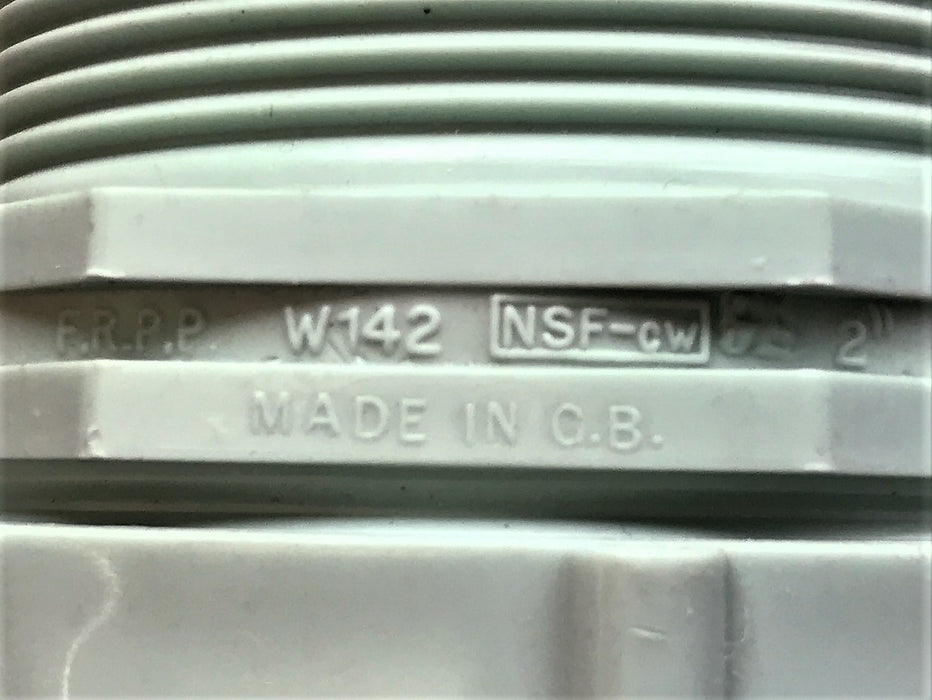 F.R.P.P. W142 NSF-cw 2"
MADE IN G.B.